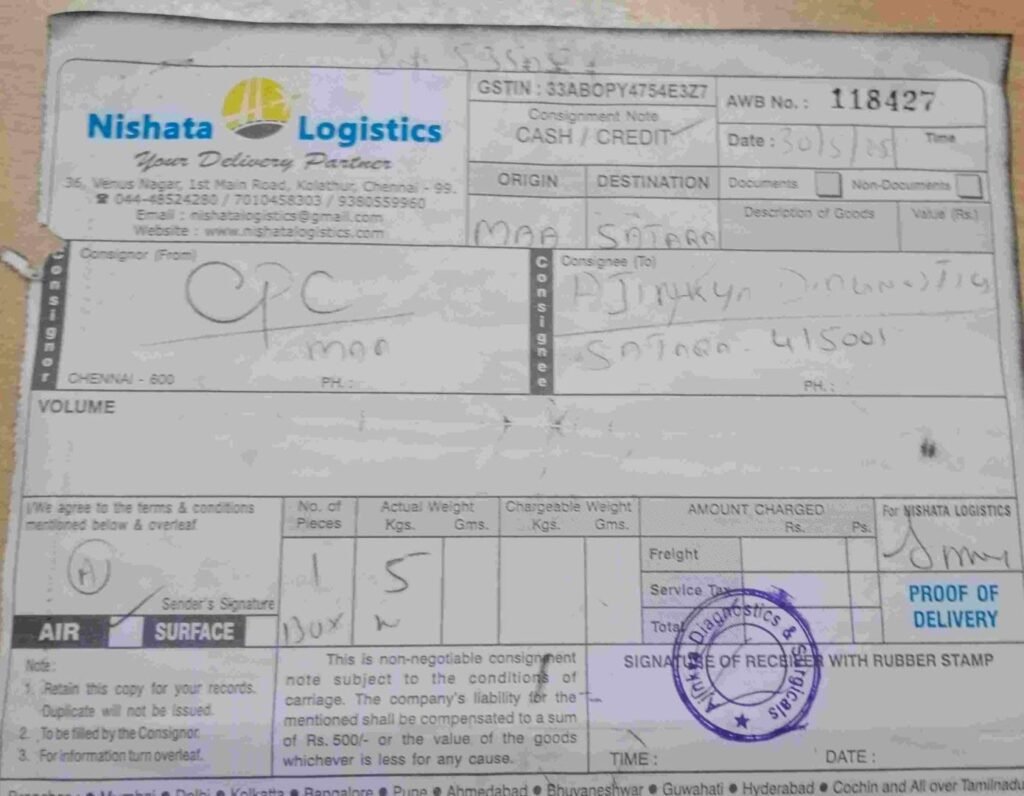 Nishata Logistics
Your Delivery Partner
36, Venus Nagar, 1st Main Road, Kolathur, Chennai - 99.
☎ 044-48524280 / 7010458303 / 9380559960
Email : nishatalogistics@gmail.com
Website : www.nishatalogistics.com
GSTIN : 33ABOPY4754E3Z7
Consignment Note
CASH / CREDIT
AWB No. : 118427
Date : 30/5/25 Time
ORIGIN DESTINATION
MAA SATARA
Documents Non-Documents
Description of Goods Value (Rs.)
Consignor
Consignor (From)
CPC
MAA
CHENNAI - 600 PH. :
Consignee
Consignee (To)
AJINKYA
SATARA - 415001
PH. :
VOLUME
I/We agree to the terms & conditions
mentioned below & overleaf
A
Sender's Signature
AIR SURFACE
No. of Pieces
1
BOX
Actual Weight
Kgs. Gms.
5
Chargeable Weight
Kgs. Gms.
AMOUNT CHARGED
Rs. Ps.
Freight
Service Tax
Total
For NISHATA LOGISTICS
PROOF OF
DELIVERY
Note :
1. Retain this copy for your records.
Duplicate will not be issued.
2. To be filled by the Consignor.
3. For information turn overleaf.
This is non-negotiable consignment
note subject to the conditions of
carriage. The company's liability for the
mentioned shall be compensated to a sum
of Rs. 500/- or the value of the goods
whichever is less for any cause.
SIGNATURE OF RECEIVER WITH RUBBER STAMP
Ajinkya Diagnostics & Surgicals
TIME : DATE :
Branches : ● Mumbai ● Delhi ● Kolkatta ● Bangalore ● Pune ● Ahmedabad ● Bhuvaneshwar ● Guwahati ● Hyderabad ● Cochin and All over Tamilnadu